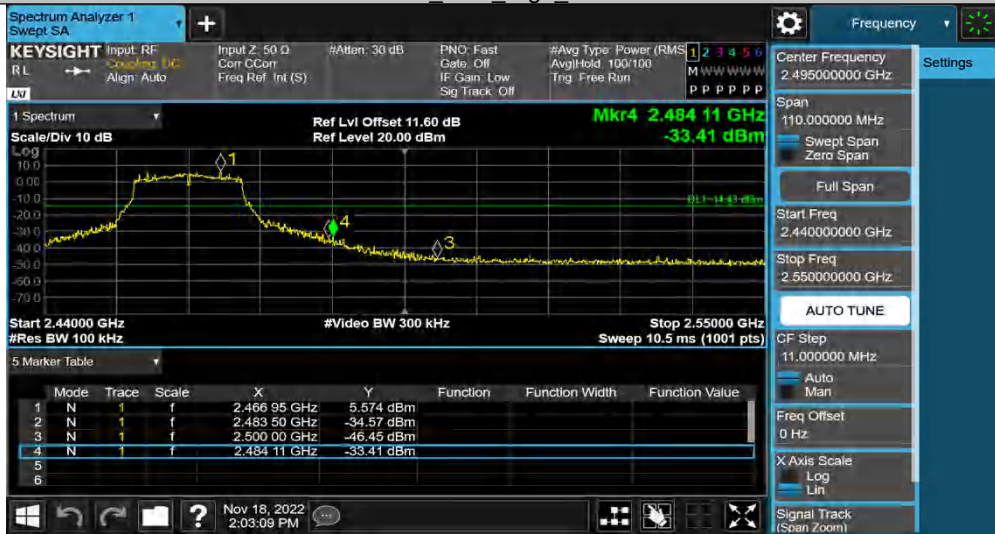 Spectrum Analyzer 1
Swept SA
+
Frequency
KEYSIGHT
RL
LXI
Input: RF
Coupling: DC
Align: Auto
Input Z: 50 Ω
Corr CCorr
Freq Ref: Int (S)
#Atten: 30 dB
PNO: Fast
Gate: Off
IF Gain: Low
Sig Track: Off
#Avg Type: Power (RMS
Avg|Hold: 100/100
Trig: Free Run
1 2 3 4 5 6
M W W W W W
P P P P P P
1 Spectrum
Scale/Div 10 dB
Ref Lvl Offset 11.60 dB
Ref Level 20.00 dBm
Mkr4 2.484 11 GHz
-33.41 dBm
Log
10.0
0.00
-10.0
-20.0
-30.0
-40.0
-50.0
-60.0
-70.0
1
4
3
DL1 -14.43 dBm
Start 2.44000 GHz
#Res BW 100 kHz
#Video BW 300 kHz
Stop 2.55000 GHz
Sweep 10.5 ms (1001 pts)
5 Marker Table
Mode Trace Scale X Y Function Function Width Function Value
1 N 1 f 2.466 95 GHz 5.574 dBm
2 N 1 f 2.483 50 GHz -34.57 dBm
3 N 1 f 2.500 00 GHz -46.45 dBm
4 N 1 f 2.484 11 GHz -33.41 dBm
5
6
?
Nov 18, 2022
2:03:09 PM
Center Frequency
2.495000000 GHz
Settings
Span
110.000000 MHz
Swept Span
Zero Span
Full Span
Start Freq
2.440000000 GHz
Stop Freq
2.550000000 GHz
AUTO TUNE
CF Step
11.000000 MHz
Auto
Man
Freq Offset
0 Hz
X Axis Scale
Log
Lin
Signal Track
(Span Zoom)